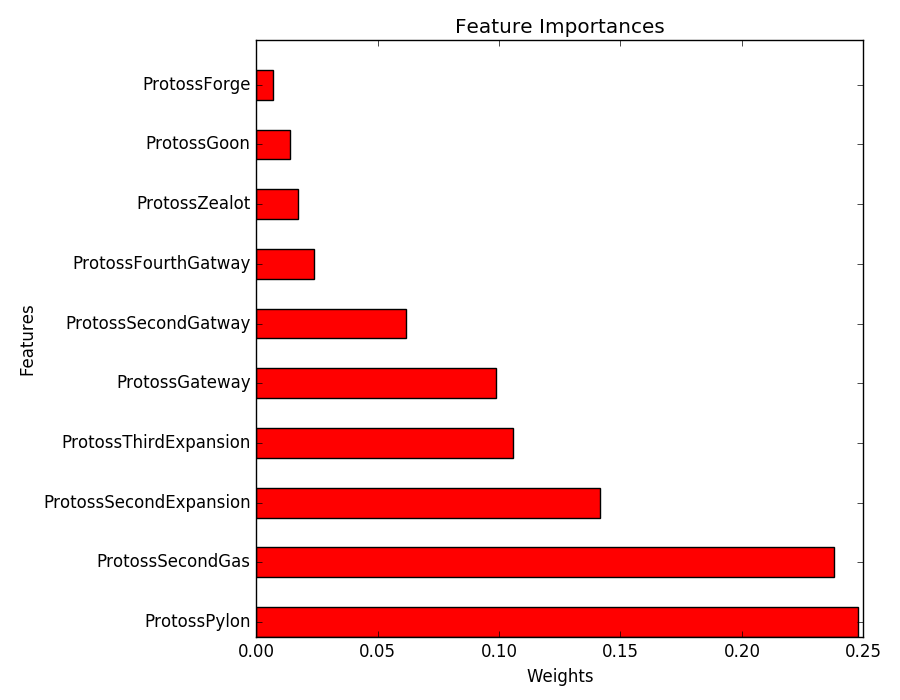 Feature Importances
ProtossForge
ProtossGoon
ProtossZealot
ProtossFourthGatway
ProtossSecondGatway
ProtossGateway
ProtossThirdExpansion
ProtossSecondExpansion
ProtossSecondGas
ProtossPylon
Features
0.00 0.05 0.10 0.15 0.20 0.25
Weights